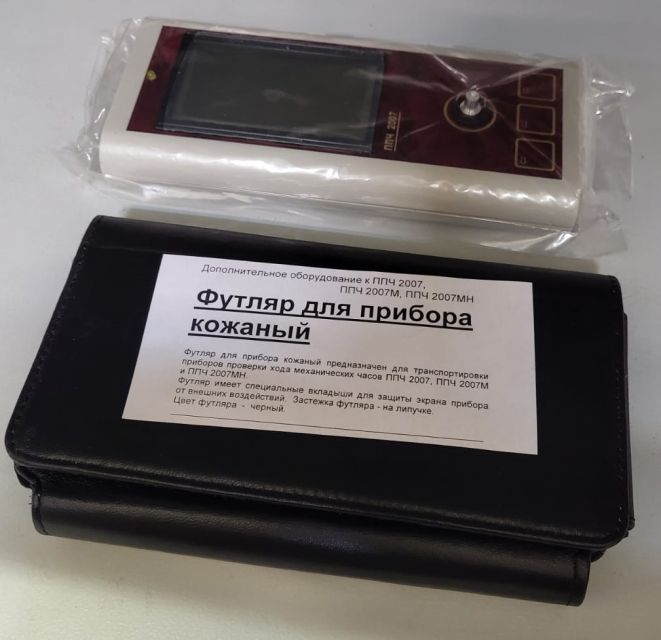 ППЧ 2007
Дополнительное оборудование к ППЧ 2007,
ППЧ 2007М, ППЧ 2007МН
Футляр для прибора
кожаный
Футляр для прибора кожаный предназначен для транспортировки
приборов проверки хода механических часов ППЧ 2007, ППЧ 2007М
и ППЧ 2007МН.
Футляр имеет специальные вкладыши для защиты экрана прибора
от внешних воздействий. Застежка футляра - на липучке.
Цвет футляра - черный.